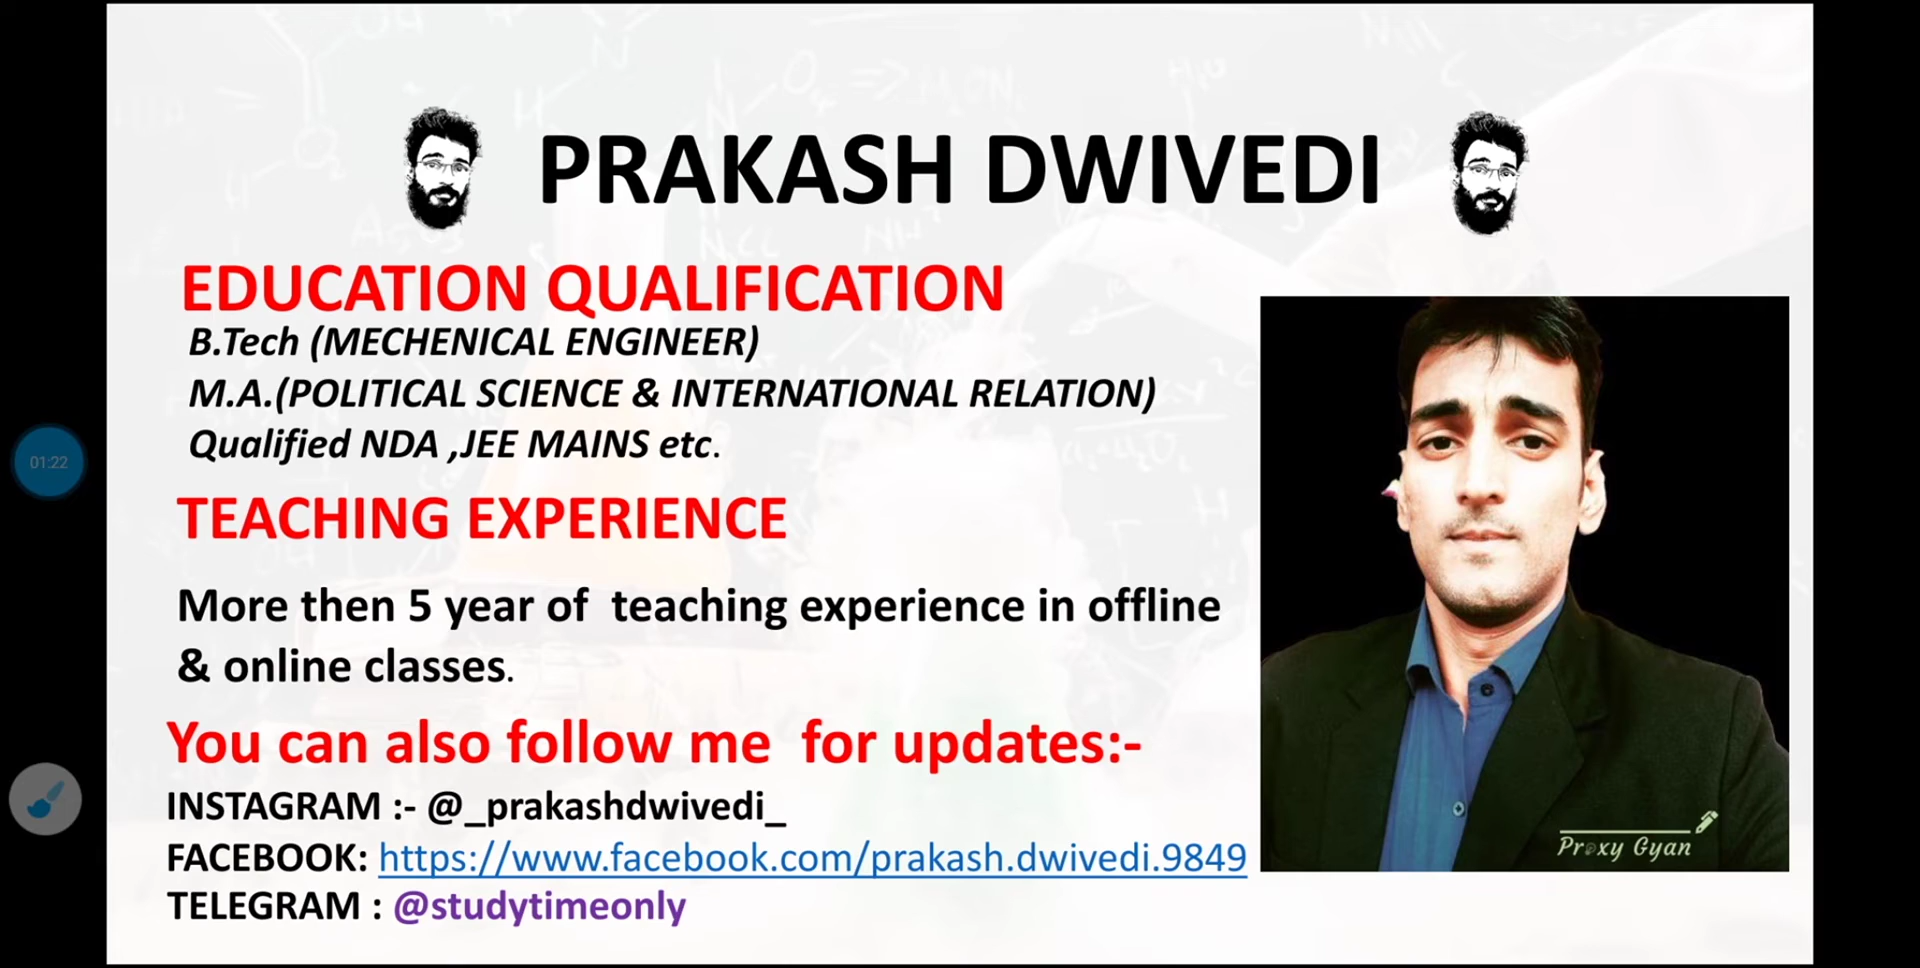 PRAKASH DWIVEDI
EDUCATION QUALIFICATION
B.Tech (MECHENICAL ENGINEER)
M.A.(POLITICAL SCIENCE & INTERNATIONAL RELATION)
Qualified NDA ,JEE MAINS etc.
TEACHING EXPERIENCE
More then 5 year of teaching experience in offline
& online classes.
You can also follow me for updates:-
INSTAGRAM :- @_prakashdwivedi_
FACEBOOK: https://www.facebook.com/prakash.dwivedi.9849
TELEGRAM : @studytimeonly
Proxy Gyan
01:22